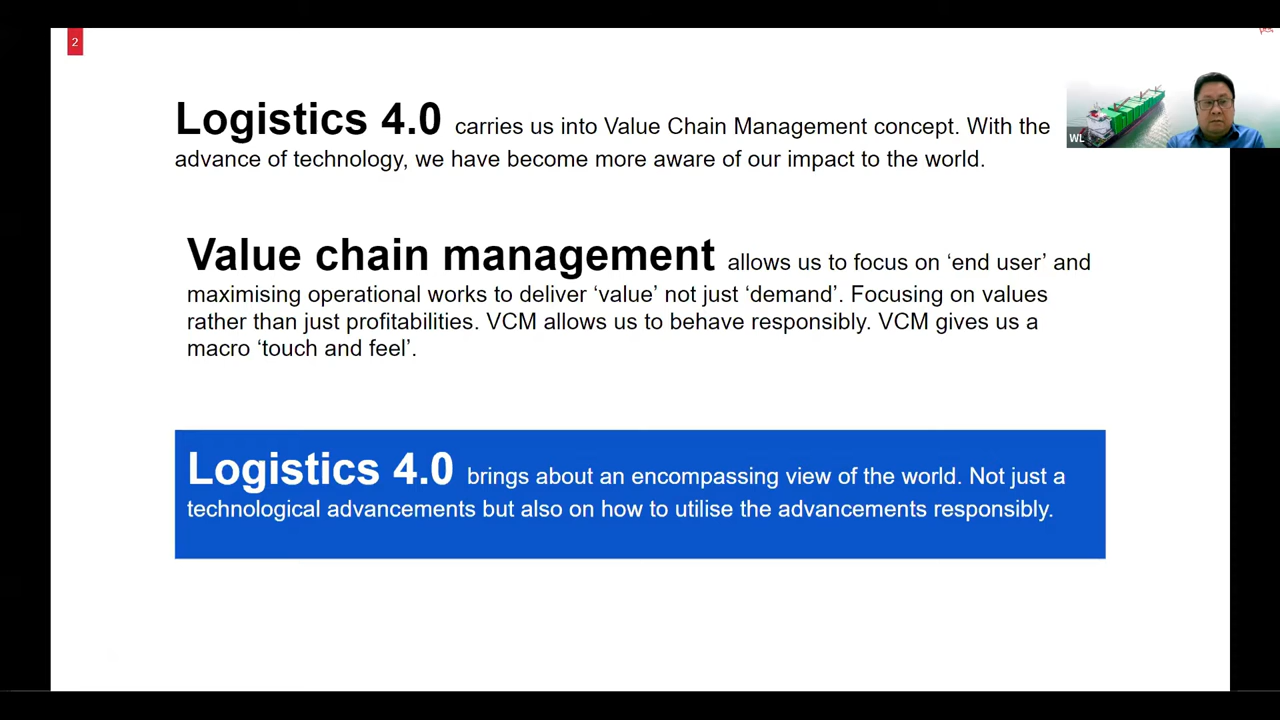 2
Logistics 4.0 carries us into Value Chain Management concept. With the
advance of technology, we have become more aware of our impact to the world.
WL
Value chain management allows us to focus on ‘end user’ and
maximising operational works to deliver ‘value’ not just ‘demand’. Focusing on values
rather than just profitabilities. VCM allows us to behave responsibly. VCM gives us a
macro ‘touch and feel’.
Logistics 4.0 brings about an encompassing view of the world. Not just a
technological advancements but also on how to utilise the advancements responsibly.